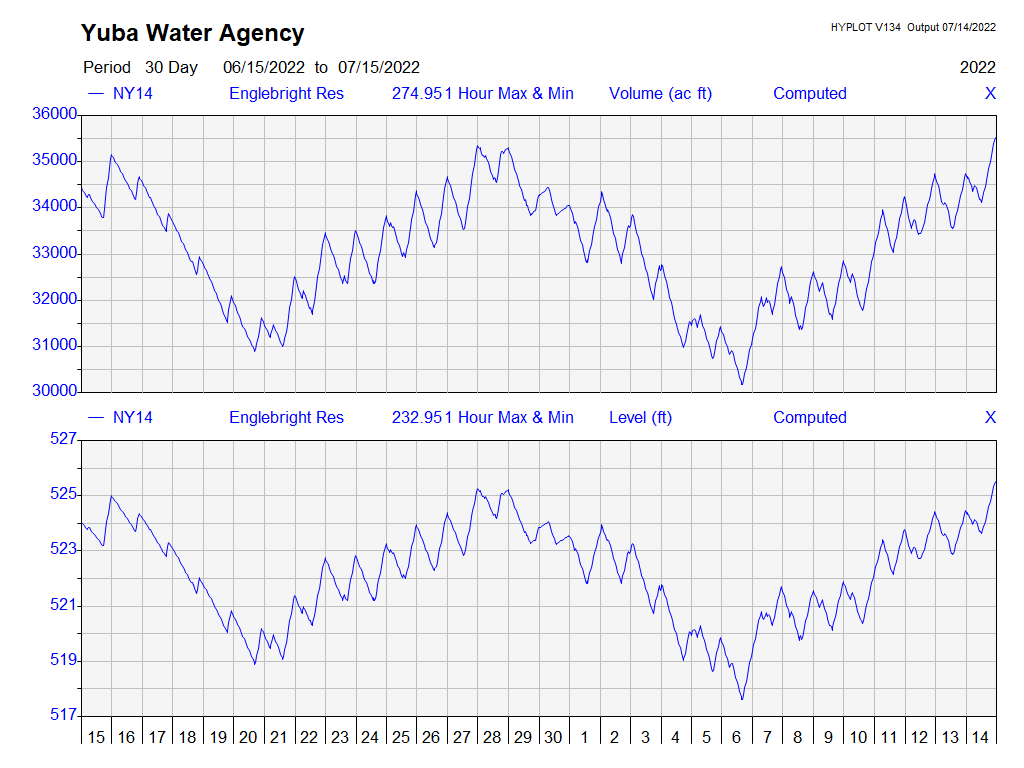 Yuba Water Agency
HYPLOT V134 Output 07/14/2022
Period 30 Day 06/15/2022 to 07/15/2022 2022
NY14 Englebright Res 274.951 Hour Max & Min Volume (ac ft) Computed X
36000
35000
34000
33000
32000
31000
30000
NY14 Englebright Res 232.951 Hour Max & Min Level (ft) Computed X
527
525
523
521
519
517
15 16 17 18 19 20 21 22 23 24 25 26 27 28 29 30 1 2 3 4 5 6 7 8 9 10 11 12 13 14